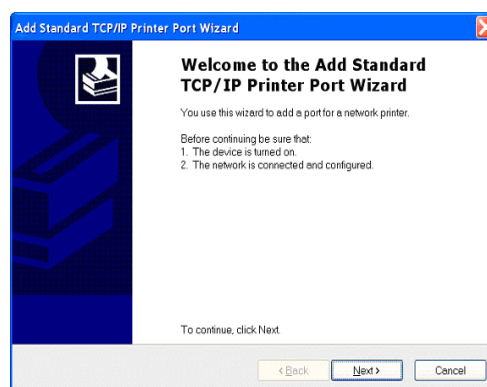 Add Standard TCP/IP Printer Port Wizard
Welcome to the Add Standard
TCP/IP Printer Port Wizard
You use this wizard to add a port for a network printer.
Before continuing be sure that:
1. The device is turned on.
2. The network is connected and configured.
To continue, click Next.
< Back
Next >
Cancel